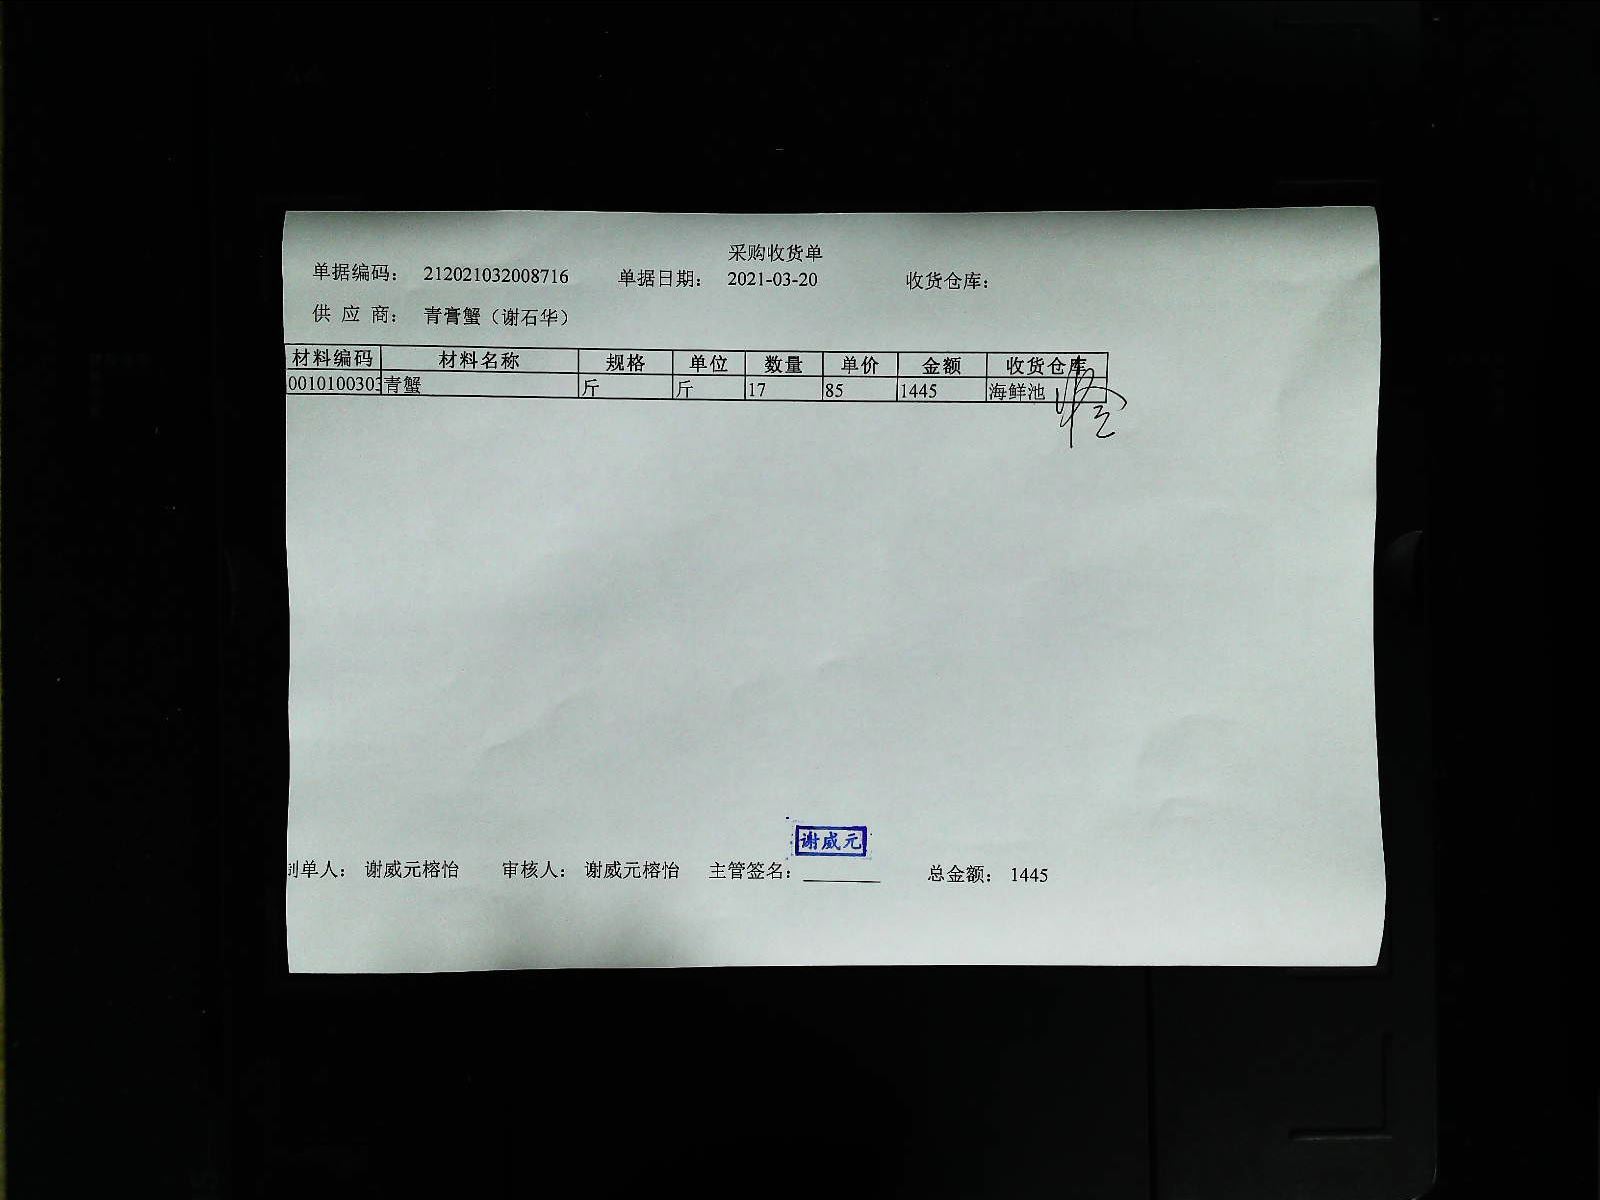 采购收货单
单据编码： 212021032008716 单据日期： 2021-03-20 收货仓库：
供 应 商： 青膏蟹（谢石华）
材料编码 材料名称 规格 单位 数量 单价 金额 收货仓库
0010100303 青蟹 斤 斤 17 85 1445 海鲜池
谢威元
制单人： 谢威元榕怡 审核人： 谢威元榕怡 主管签名： 总金额： 1445